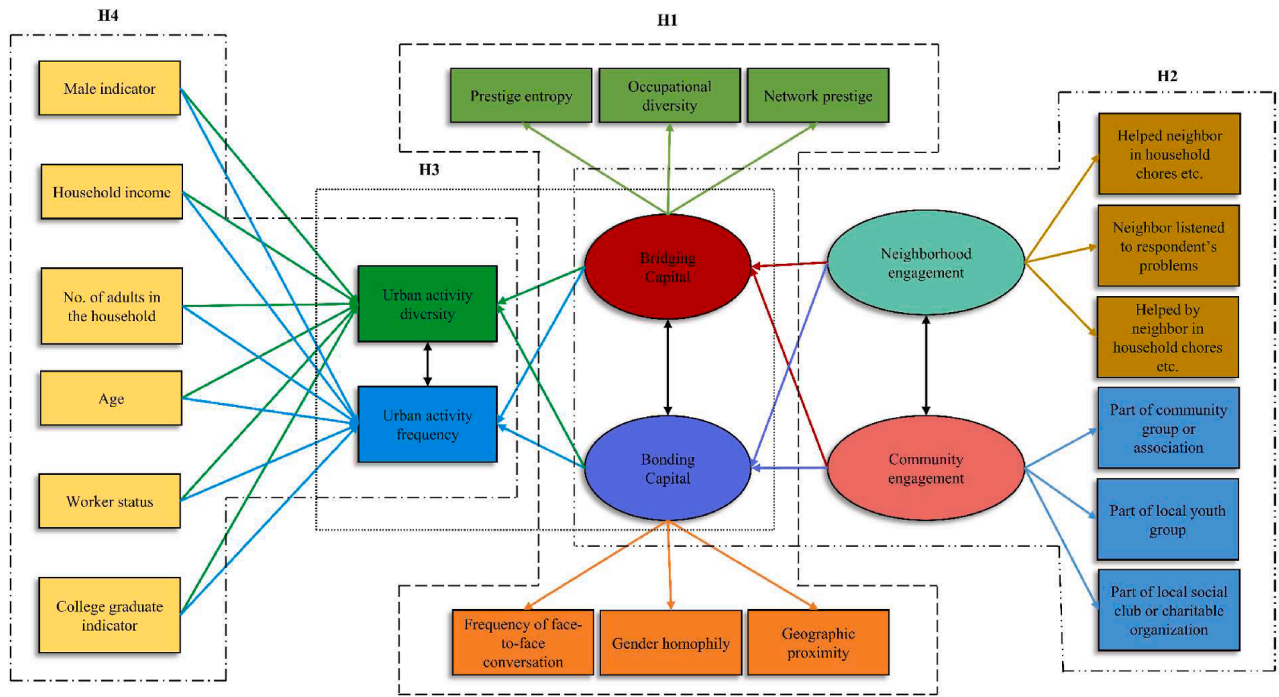 H4
H1
H2
H3
Male indicator
Household income
No. of adults in
the household
Age
Worker status
College graduate
indicator
Urban activity
diversity
Urban activity
frequency
Prestige entropy
Occupational
diversity
Network prestige
Bridging
Capital
Bonding
Capital
Frequency of face-
to-face
conversation
Gender homophily
Geographic
proximity
Neighborhood
engagement
Community
engagement
Helped neighbor
in household
chores etc.
Neighbor listened
to respondent's
problems
Helped by
neighbor in
household chores
etc.
Part of community
group or
association
Part of local youth
group
Part of local social
club or charitable
organization